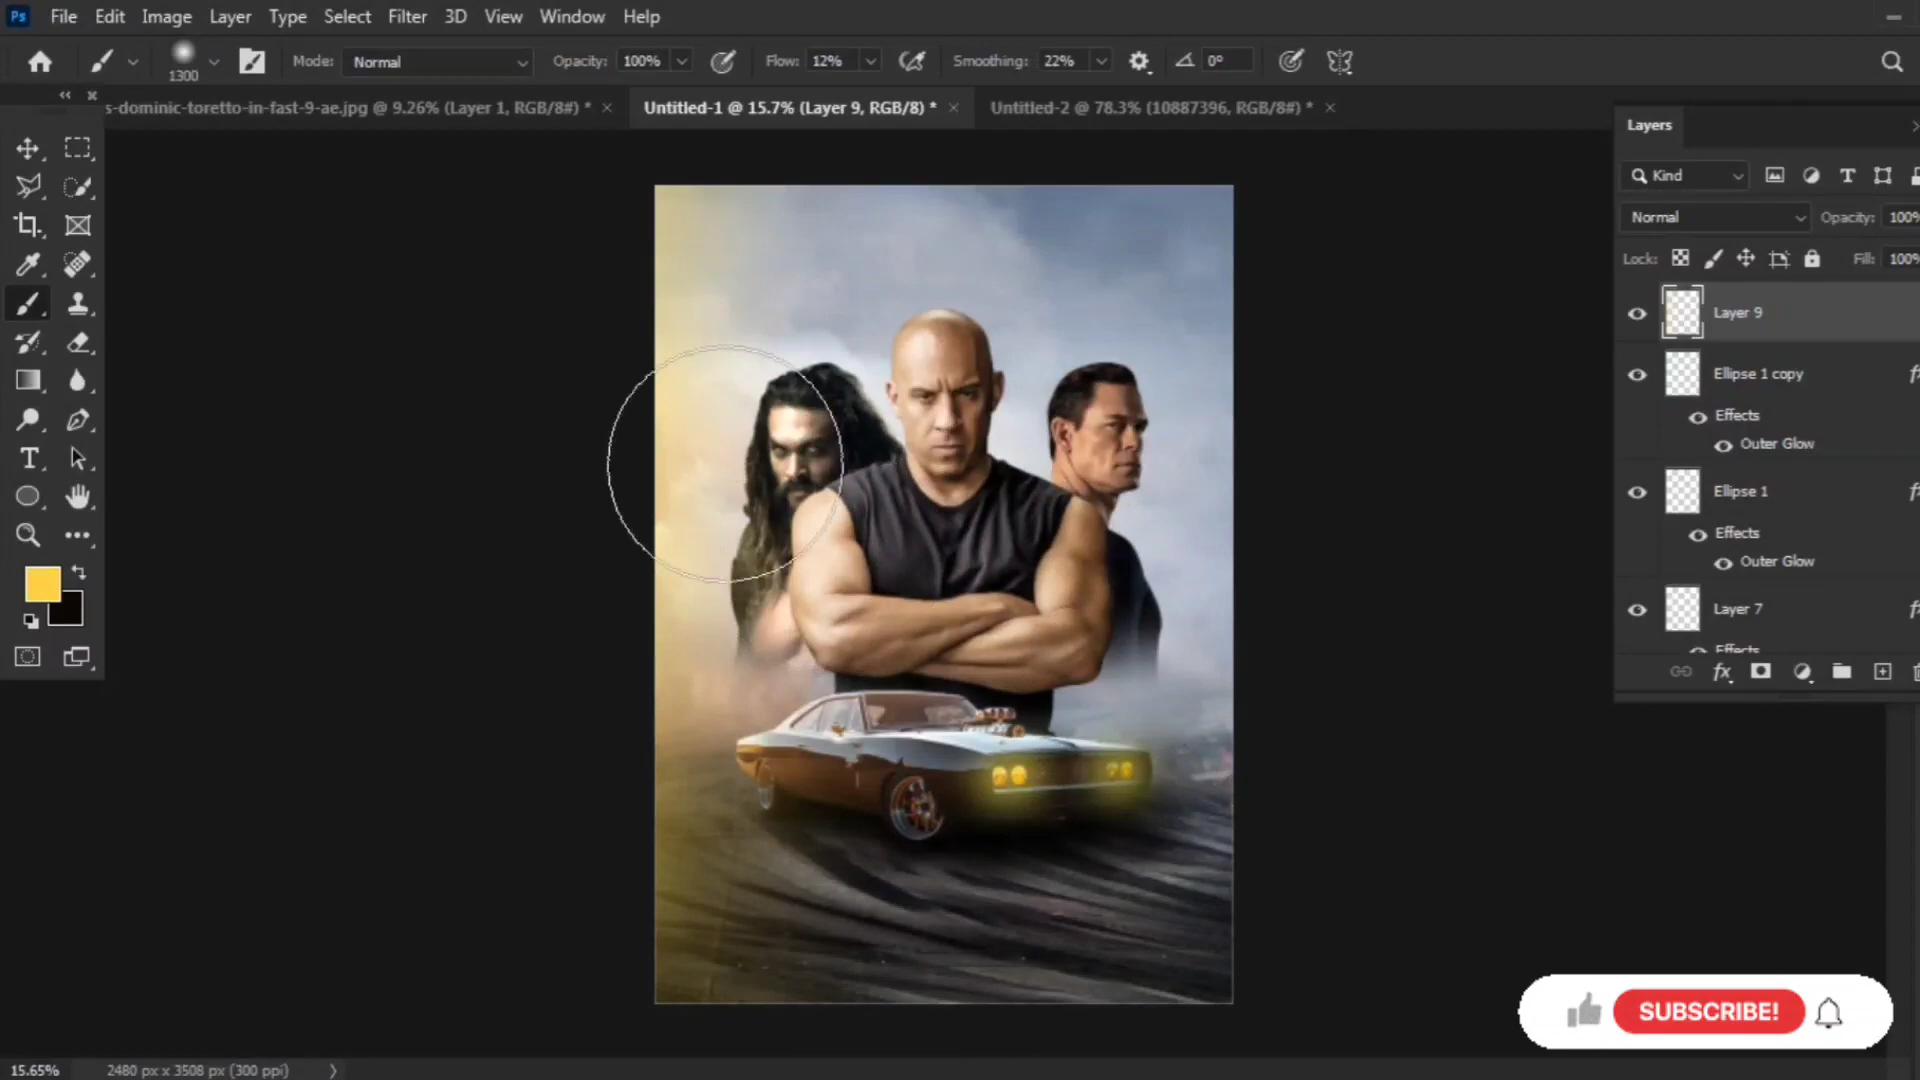 Ps File Edit Image Layer Type Select Filter 3D View Window Help
1300 Mode: Normal Opacity: 100% Flow: 12% Smoothing: 22% 0°
s-dominic-toretto-in-fast-9-ae.jpg @ 9.26% (Layer 1, RGB/8#) * × Untitled-1 @ 15.7% (Layer 9, RGB/8) * × Untitled-2 @ 78.3% (10887396, RGB/8#) * ×
Layers
Kind
Normal Opacity: 100%
Lock: Fill: 100%
Layer 9
Ellipse 1 copy
Effects
Outer Glow
Ellipse 1
Effects
Outer Glow
Layer 7
Effects
SUBSCRIBE!
15.65% 2480 px x 3508 px (300 ppi)